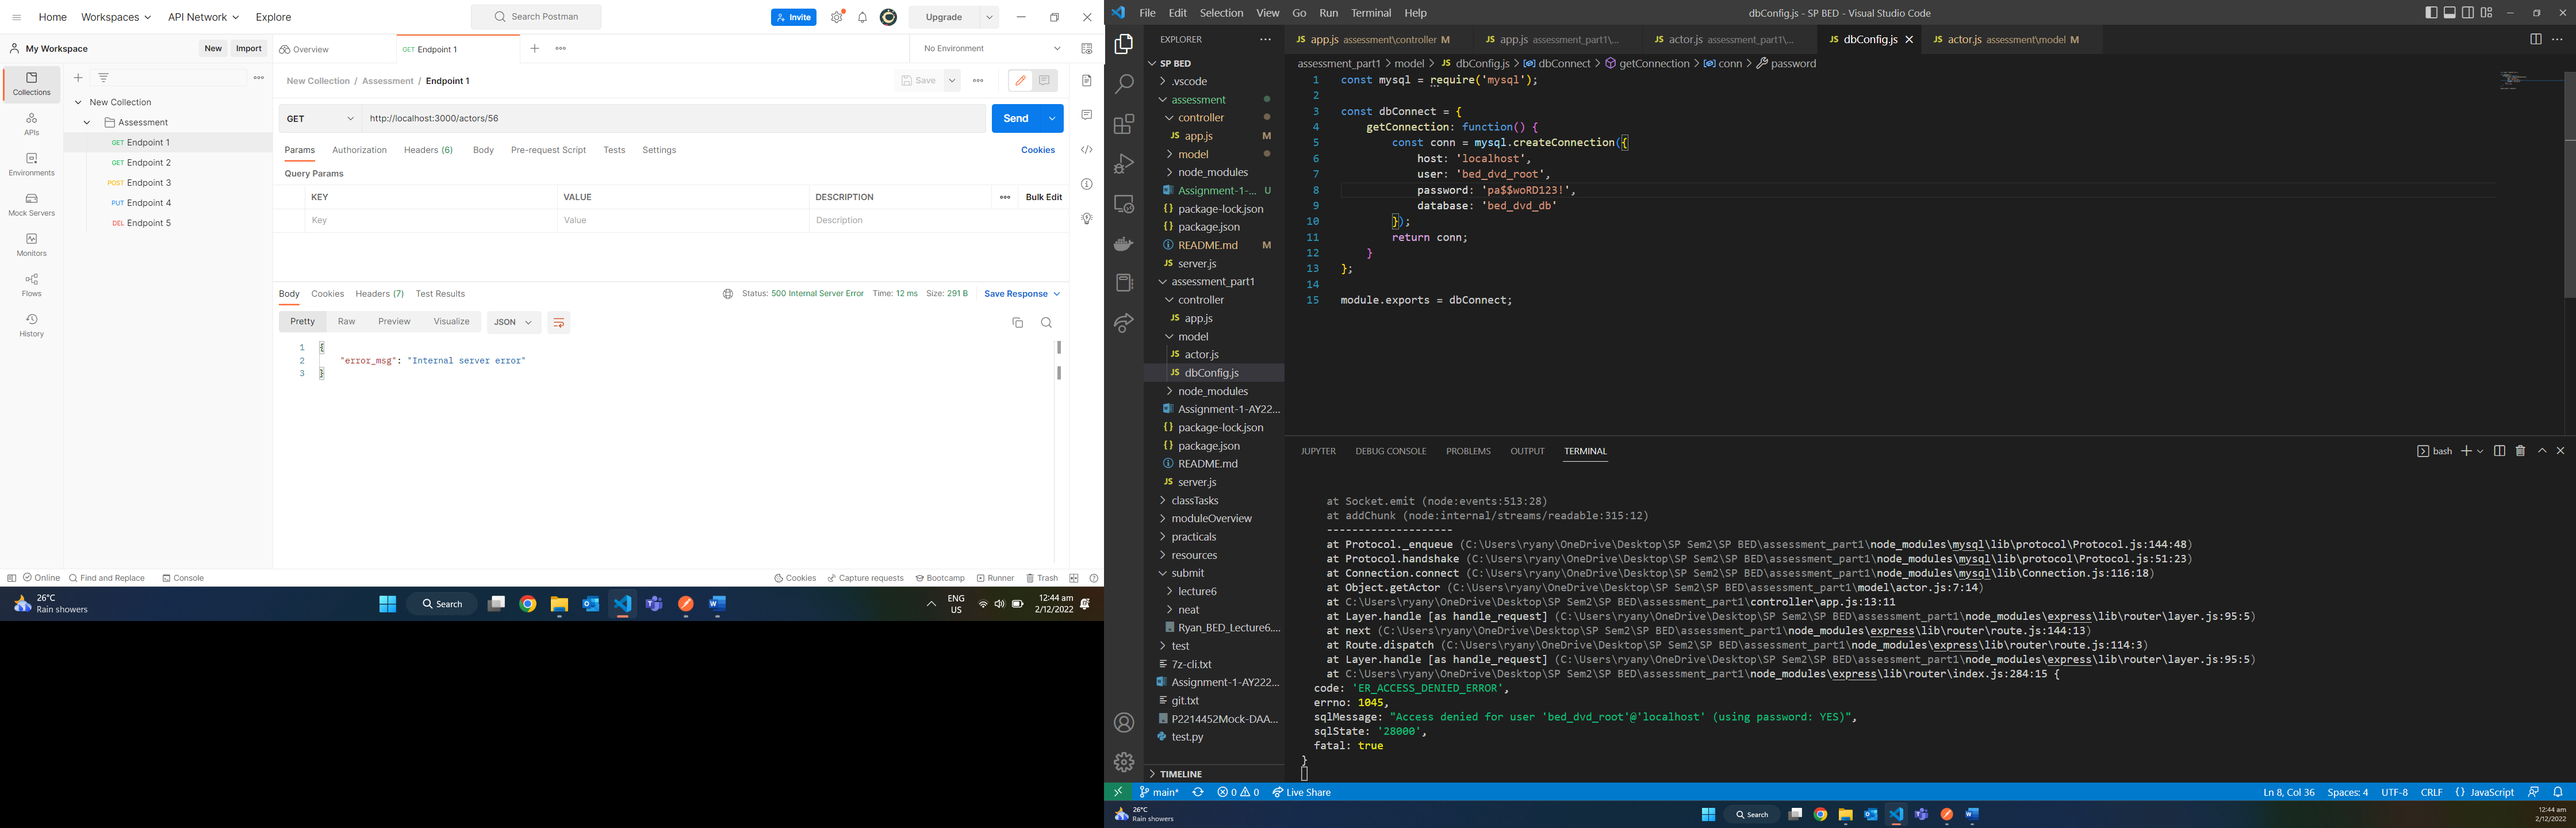 Home
Workspaces
API Network
Explore
Search Postman
Invite
Upgrade
My Workspace
New
Import
Overview
GET Endpoint 1
No Environment
Collections
APIs
Environments
Mock Servers
Monitors
Flows
History
New Collection
Assessment
GET Endpoint 1
GET Endpoint 2
POST Endpoint 3
PUT Endpoint 4
DEL Endpoint 5
New Collection / Assessment / Endpoint 1
Save
GET
http://localhost:3000/actors/56
Send
Params
Authorization
Headers (6)
Body
Pre-request Script
Tests
Settings
Cookies
Query Params
KEY
VALUE
DESCRIPTION
Bulk Edit
Key
Value
Description
Body
Cookies
Headers (7)
Test Results
Status: 500 Internal Server Error
Time: 12 ms
Size: 291 B
Save Response
Pretty
Raw
Preview
Visualize
JSON
1 {
2 "error_msg": "Internal server error"
3 }
Online
Find and Replace
Console
Cookies
Capture requests
Bootcamp
Runner
Trash
26°C
Rain showers
Search
ENG
US
12:44 am
2/12/2022
File Edit Selection View Go Run Terminal Help
dbConfig.js - SP BED - Visual Studio Code
EXPLORER
SP BED
.vscode
assessment
controller
JS app.js M
model
node_modules
Assignment-1-... U
{} package-lock.json
{} package.json
README.md M
JS server.js
assessment_part1
controller
JS app.js
model
JS actor.js
JS dbConfig.js
node_modules
Assignment-1-AY22...
{} package-lock.json
{} package.json
README.md
JS server.js
classTasks
moduleOverview
practicals
resources
submit
lecture6
neat
Ryan_BED_Lecture6....
test
7z-cli.txt
Assignment-1-AY222...
git.txt
P2214452Mock-DAA...
test.py
TIMELINE
JS app.js assessment\controller M
JS app.js assessment_part1\...
JS actor.js assessment_part1\...
JS dbConfig.js
JS actor.js assessment\model M
assessment_part1 > model > JS dbConfig.js > dbConnect > getConnection > conn > password
1 const mysql = require('mysql');
2
3 const dbConnect = {
4 getConnection: function() {
5 const conn = mysql.createConnection({
6 host: 'localhost',
7 user: 'bed_dvd_root',
8 password: 'pa$$woRD123!',
9 database: 'bed_dvd_db'
10 });
11 return conn;
12 }
13 };
14
15 module.exports = dbConnect;
JUPYTER
DEBUG CONSOLE
PROBLEMS
OUTPUT
TERMINAL
bash
at Socket.emit (node:events:513:28)
at addChunk (node:internal/streams/readable:315:12)
--------------------
at Protocol._enqueue (C:\Users\ryany\OneDrive\Desktop\SP Sem2\SP BED\assessment_part1\node_modules\mysql\lib\protocol\Protocol.js:144:48)
at Protocol.handshake (C:\Users\ryany\OneDrive\Desktop\SP Sem2\SP BED\assessment_part1\node_modules\mysql\lib\protocol\Protocol.js:51:23)
at Connection.connect (C:\Users\ryany\OneDrive\Desktop\SP Sem2\SP BED\assessment_part1\node_modules\mysql\lib\Connection.js:116:18)
at Object.getActor (C:\Users\ryany\OneDrive\Desktop\SP Sem2\SP BED\assessment_part1\model\actor.js:7:14)
at C:\Users\ryany\OneDrive\Desktop\SP Sem2\SP BED\assessment_part1\controller\app.js:13:11
at Layer.handle [as handle_request] (C:\Users\ryany\OneDrive\Desktop\SP Sem2\SP BED\assessment_part1\node_modules\express\lib\router\layer.js:95:5)
at next (C:\Users\ryany\OneDrive\Desktop\SP Sem2\SP BED\assessment_part1\node_modules\express\lib\router\route.js:144:13)
at Route.dispatch (C:\Users\ryany\OneDrive\Desktop\SP Sem2\SP BED\assessment_part1\node_modules\express\lib\router\route.js:114:3)
at Layer.handle [as handle_request] (C:\Users\ryany\OneDrive\Desktop\SP Sem2\SP BED\assessment_part1\node_modules\express\lib\router\layer.js:95:5)
at C:\Users\ryany\OneDrive\Desktop\SP Sem2\SP BED\assessment_part1\node_modules\express\lib\router\index.js:284:15 {
code: 'ER_ACCESS_DENIED_ERROR',
errno: 1045,
sqlMessage: "Access denied for user 'bed_dvd_root'@'localhost' (using password: YES)",
sqlState: '28000',
fatal: true
}
main*
0 0
Live Share
Ln 8, Col 36
Spaces: 4
UTF-8
CRLF
{} JavaScript
26°C
Rain showers
Search
12:44 am
2/12/2022